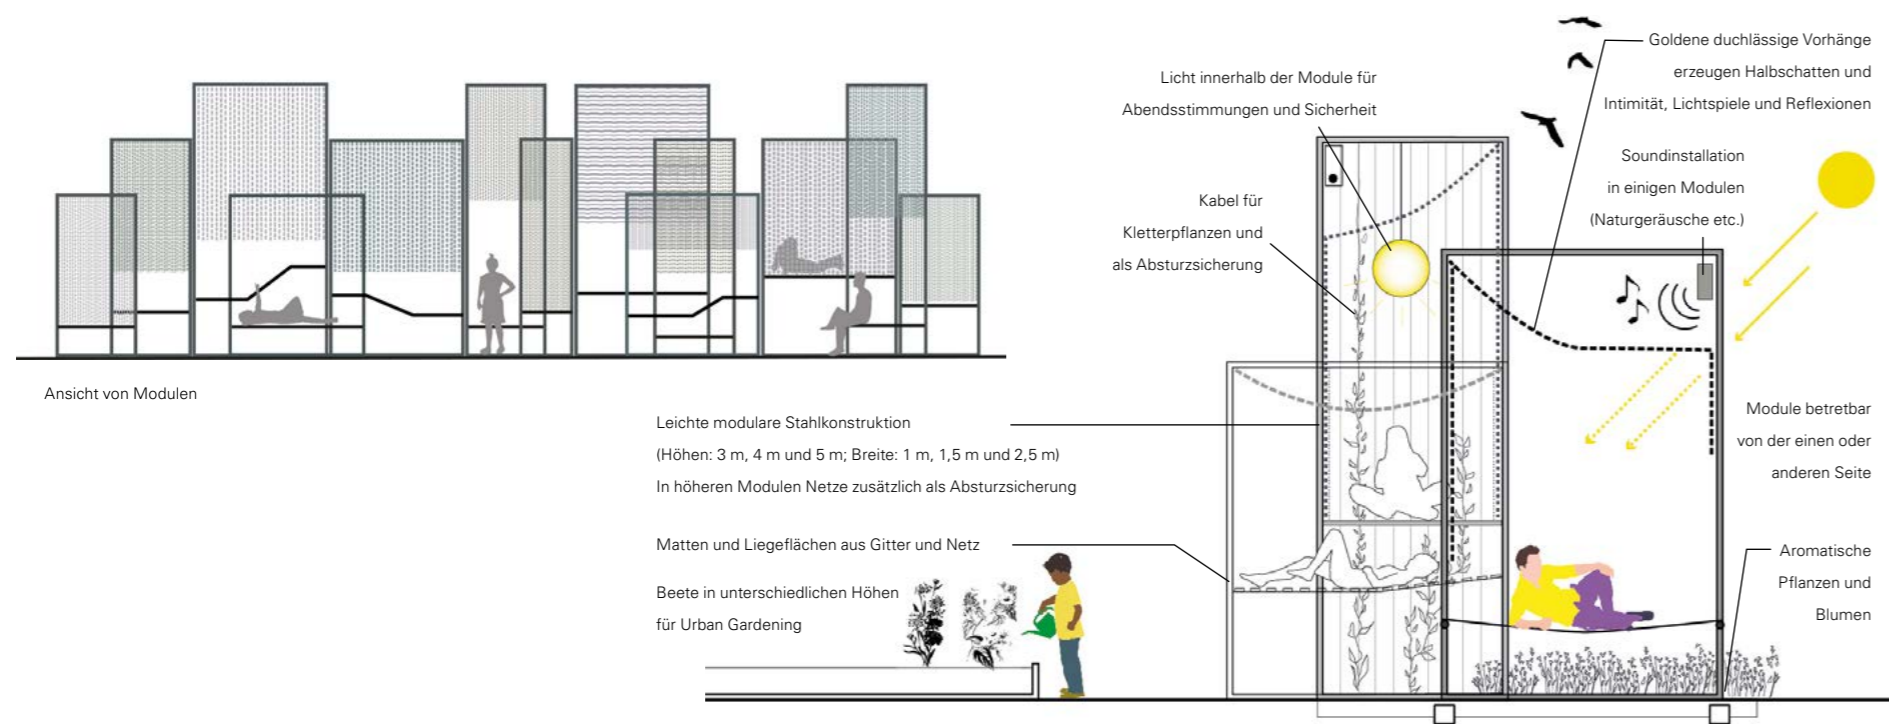 Ansicht von Modulen
Licht innerhalb der Module für
Abendsstimmungen und Sicherheit
Kabel für
Kletterpflanzen und
als Absturzsicherung
Goldene duchlässige Vorhänge
erzeugen Halbschatten und
Intimität, Lichtspiele und Reflexionen
Soundinstallation
in einigen Modulen
(Naturgeräusche etc.)
Leichte modulare Stahlkonstruktion
(Höhen: 3 m, 4 m und 5 m; Breite: 1 m, 1,5 m und 2,5 m)
In höheren Modulen Netze zusätzlich als Absturzsicherung
Matten und Liegeflächen aus Gitter und Netz
Beete in unterschiedlichen Höhen
für Urban Gardening
Module betretbar
von der einen oder
anderen Seite
Aromatische
Pflanzen und
Blumen